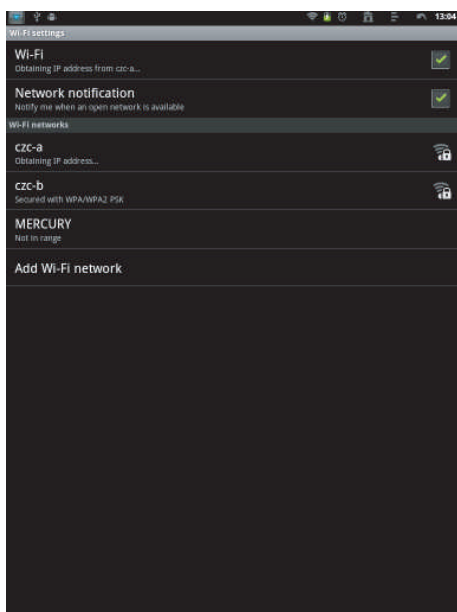 13:04
Wi-Fi settings
Wi-Fi
Obtaining IP address from czc-a...
Network notification
Notify me when an open network is available
Wi-Fi networks
czc-a
Obtaining IP address...
czc-b
Secured with WPA/WPA2 PSK
MERCURY
Not in range
Add Wi-Fi network